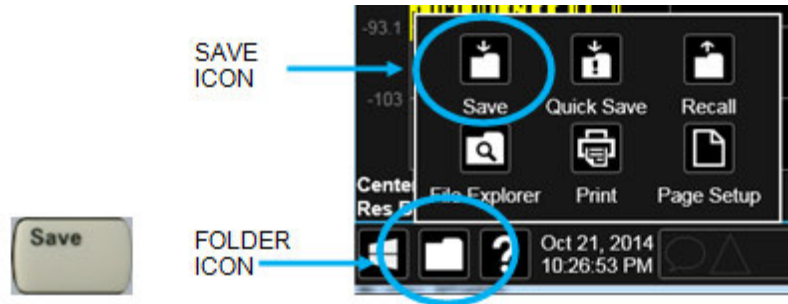 SAVE
ICON
-93.1
-103
Save
Quick Save
Recall
File Explorer
Print
Page Setup
Cente
Res B
Save
FOLDER
ICON
?
Oct 21, 2014
10:26:53 PM